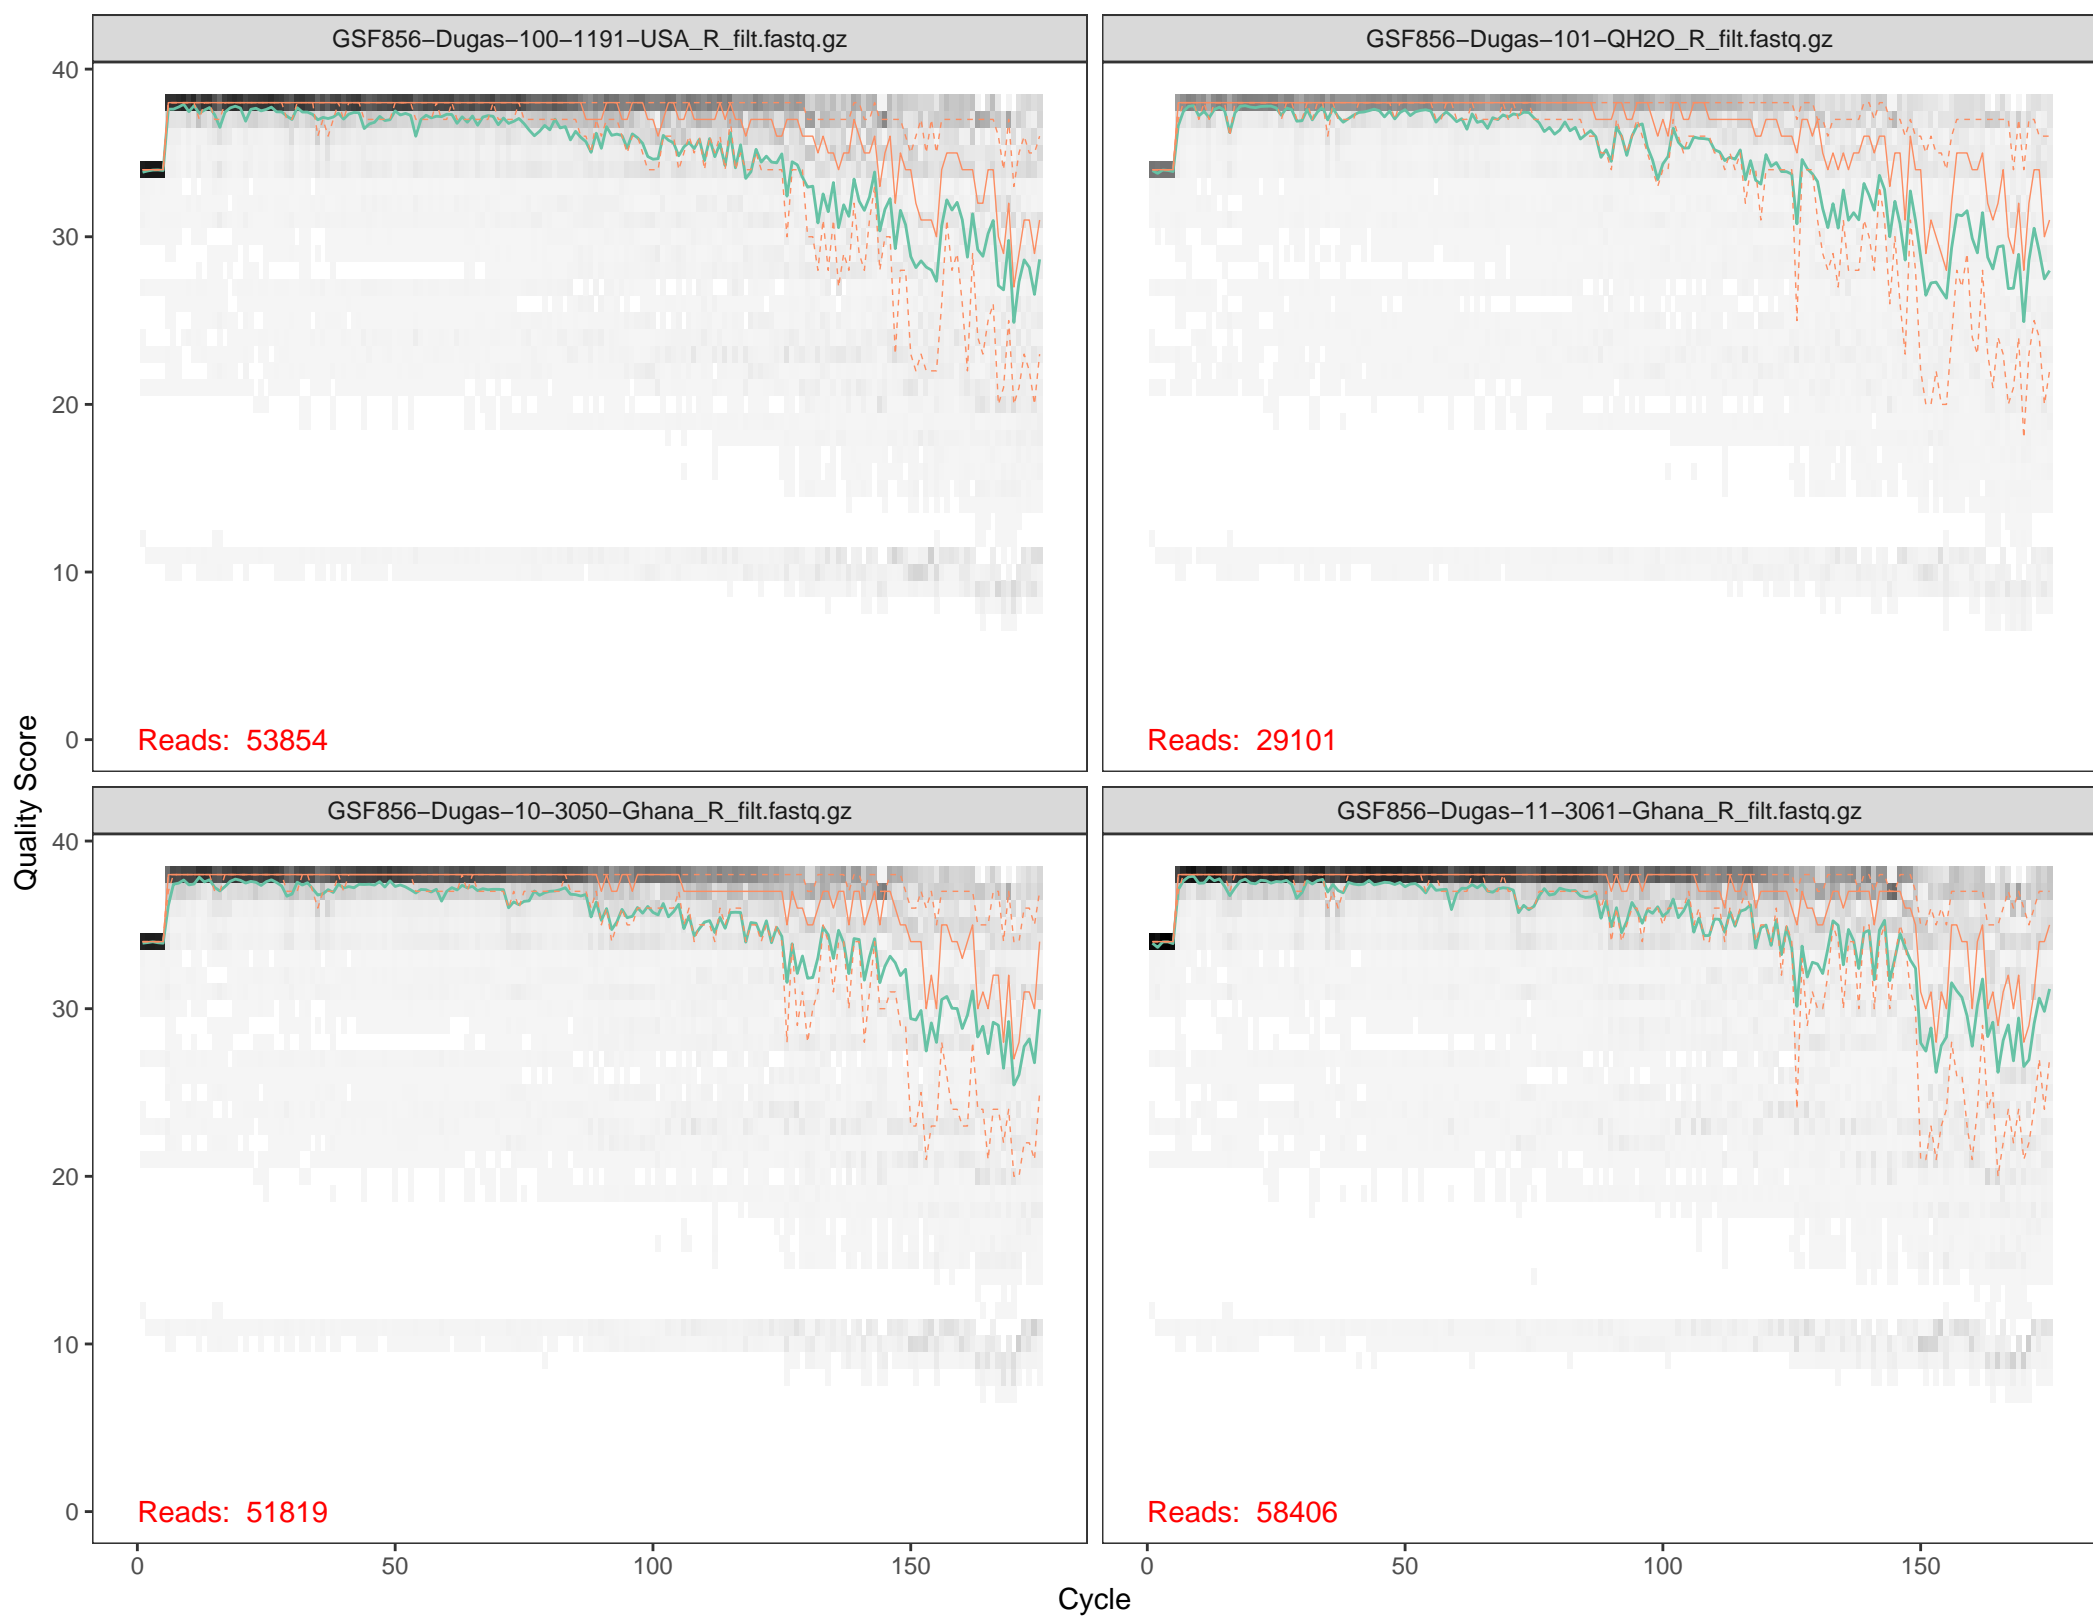 GSF856−Dugas−100−1191−USA_R_filt.fastq.gz
GSF856−Dugas−101−QH2O_R_filt.fastq.gz
40
30
20
10
0
Reads: 53854
Reads: 29101
Quality Score
GSF856−Dugas−10−3050−Ghana_R_filt.fastq.gz
GSF856−Dugas−11−3061−Ghana_R_filt.fastq.gz
40
30
20
10
0
Reads: 51819
Reads: 58406
0 50 100 150
0 50 100 150
Cycle